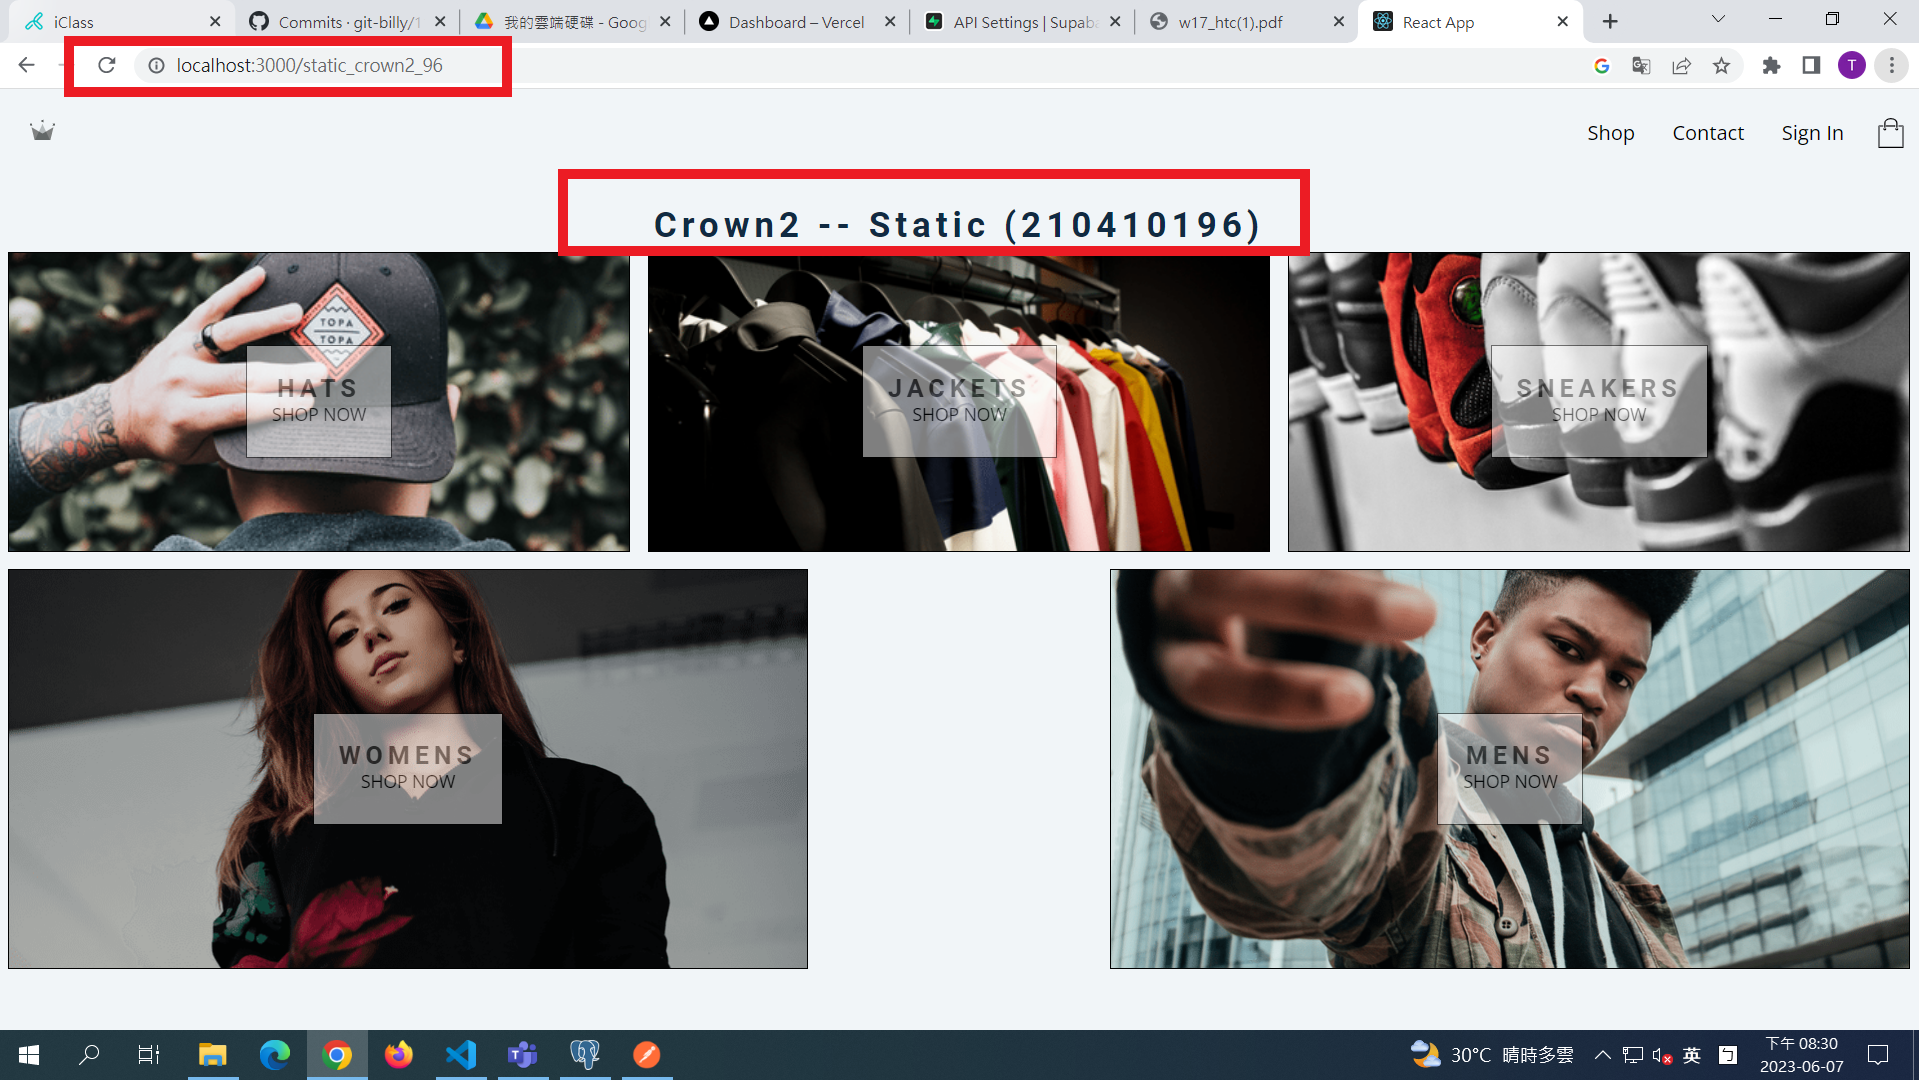 iClass
Commits · git-billy/1
我的雲端硬碟 - Goog
Dashboard – Vercel
API Settings | Supaba
w17_htc(1).pdf
React App
localhost:3000/static_crown2_96
T
Shop
Contact
Sign In
Crown2 -- Static (210410196)
TOPA
TOPA
HATS
SHOP NOW
JACKETS
SHOP NOW
SNEAKERS
SHOP NOW
WOMENS
SHOP NOW
MENS
SHOP NOW
30°C 晴時多雲
英
下午 08:30
2023-06-07